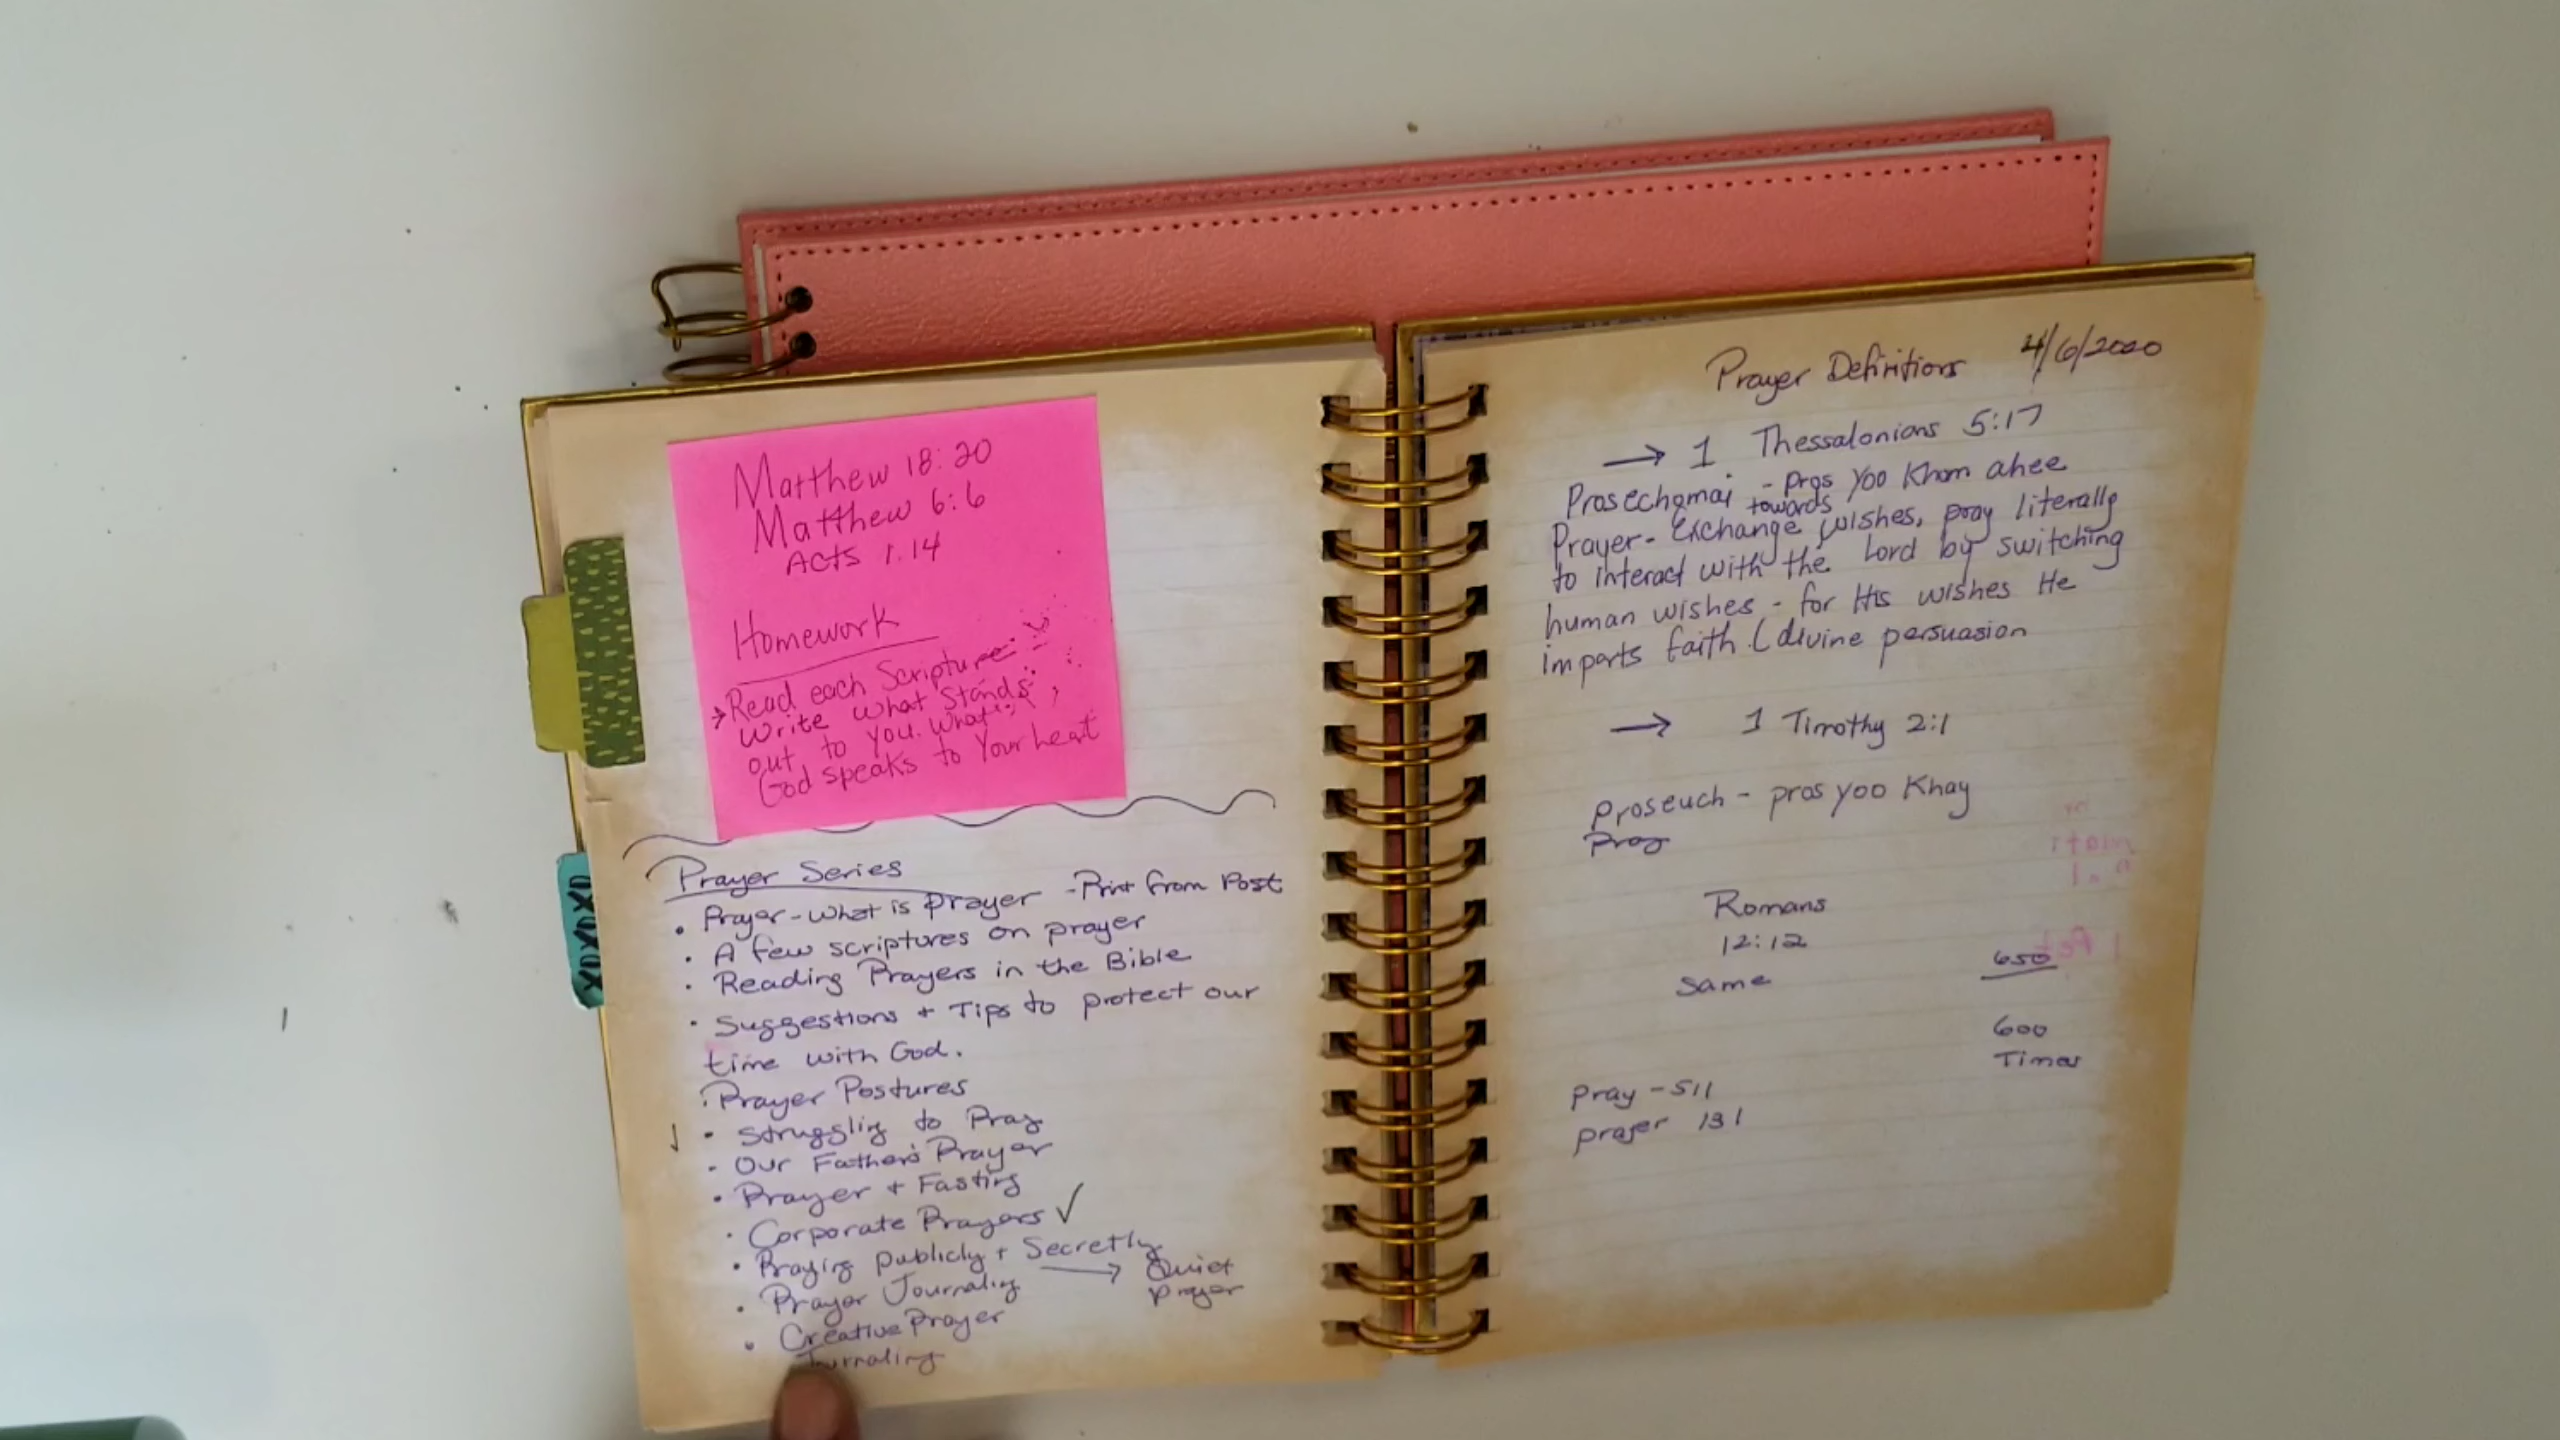 Matthew 18:20
Matthew 6:6
Acts 1.14
Homework
→ Read each Scripture
write what stands
out to you. What
God speaks to Your heart
Prayer Series
• Prayer - What is prayer - Print from Post
• A few scriptures on prayer
• Reading Prayers in the Bible
• Suggestions + Tips to protect our
time with God.
• Prayer Postures
• Struggling to Pray
• Our Father's Prayer
• Prayer + Fasting
• Corporate Prayers ✓
• Praying publicly + Secretly
→ Quiet
prayer
• Prayer Journaling
• Creative Prayer
Journaling
Prayer Definitions 4/6/2020
→ 1 Thessalonians 5:17
Prosechomai - pros yoo Khom ahee
towards
Prayer - Exchange wishes, pray literally
to interact with the Lord by switching
human wishes - for His wishes He
imparts faith (divine persuasion
→ 1 Timothy 2:1
Proseuch - pros yoo Khay
Pray
Romans
12:12
Same
650
600
Times
pray - 511
prayer 131